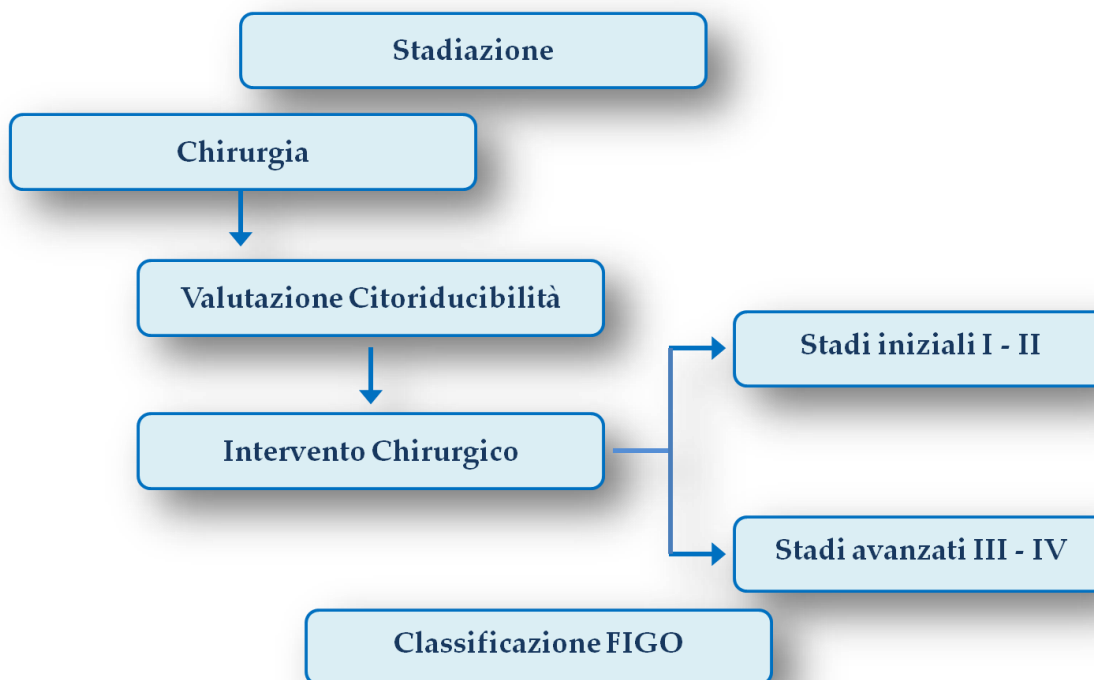 Stadiazione
Chirurgia
Valutazione Citoriducibilità
Stadi iniziali I - II
Intervento Chirurgico
Stadi avanzati III - IV
Classificazione FIGO